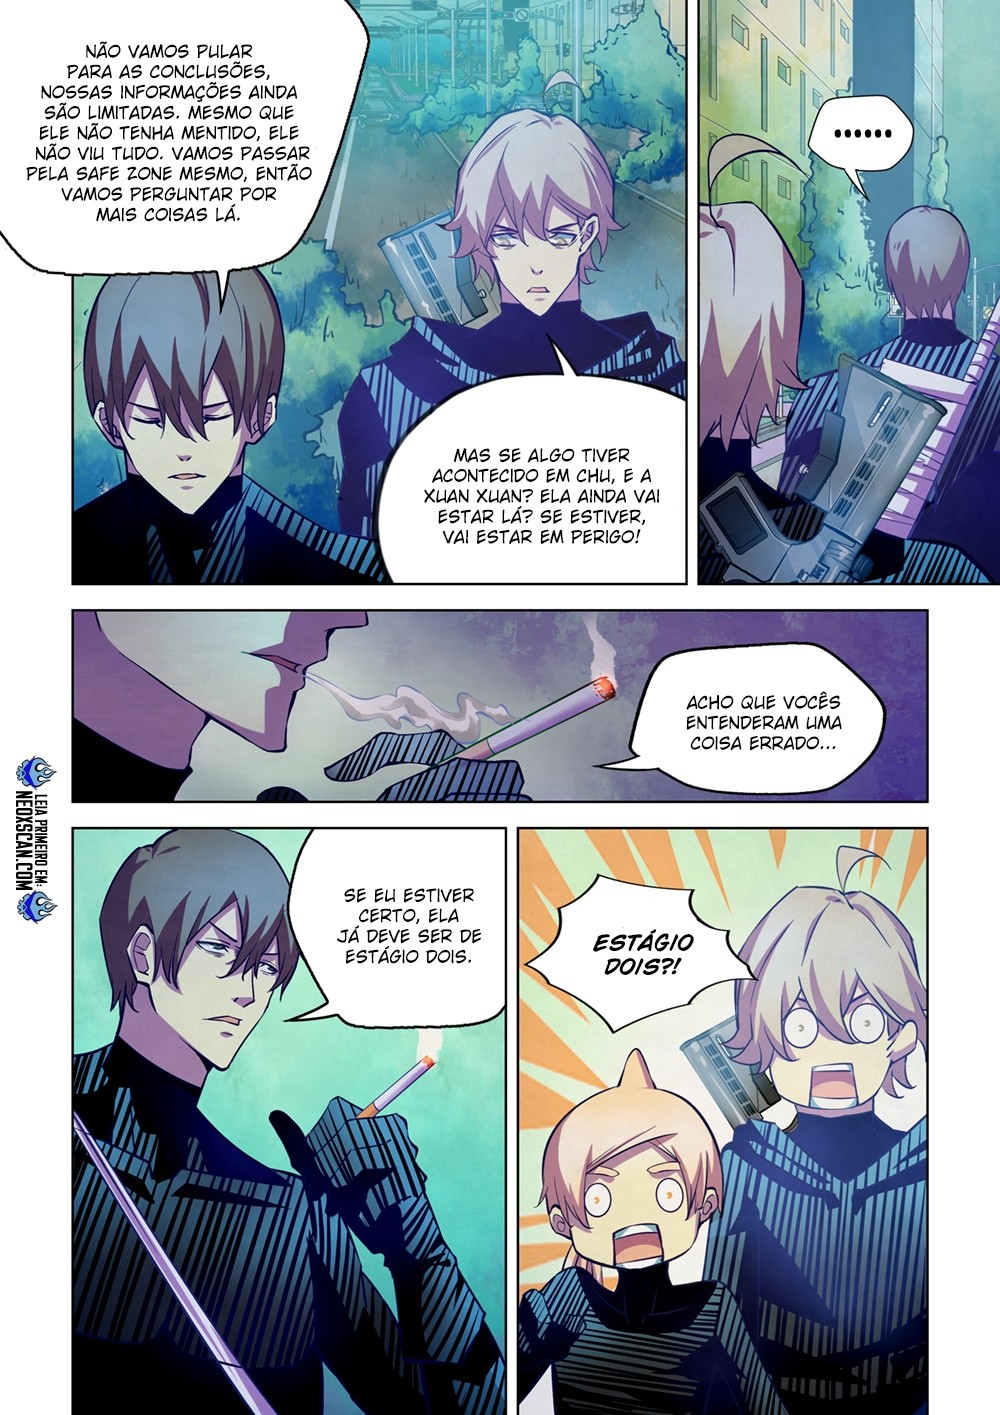 NÃO VAMOS PULAR
PARA AS CONCLUSÕES,
NOSSAS INFORMAÇÕES AINDA
SÃO LIMITADAS. MESMO QUE
ELE NÃO TENHA MENTIDO, ELE
NÃO VIU TUDO. VAMOS PASSAR
PELA SAFE ZONE MESMO, ENTÃO
VAMOS PERGUNTAR POR
MAIS COISAS LÁ.
MAS SE ALGO TIVER
ACONTECIDO EM CHU, E A
XUAN XUAN? ELA AINDA VAI
ESTAR LÁ? SE ESTIVER,
VAI ESTAR EM PERIGO!
......
ACHO QUE VOCÊS
ENTENDERAM UMA
COISA ERRADO...
SE EU ESTIVER
CERTO, ELA
JÁ DEVE SER DE
ESTÁGIO DOIS.
ESTÁGIO
DOIS?!
LEIA PRIMEIRO EM:
NEOXSCAN.COM